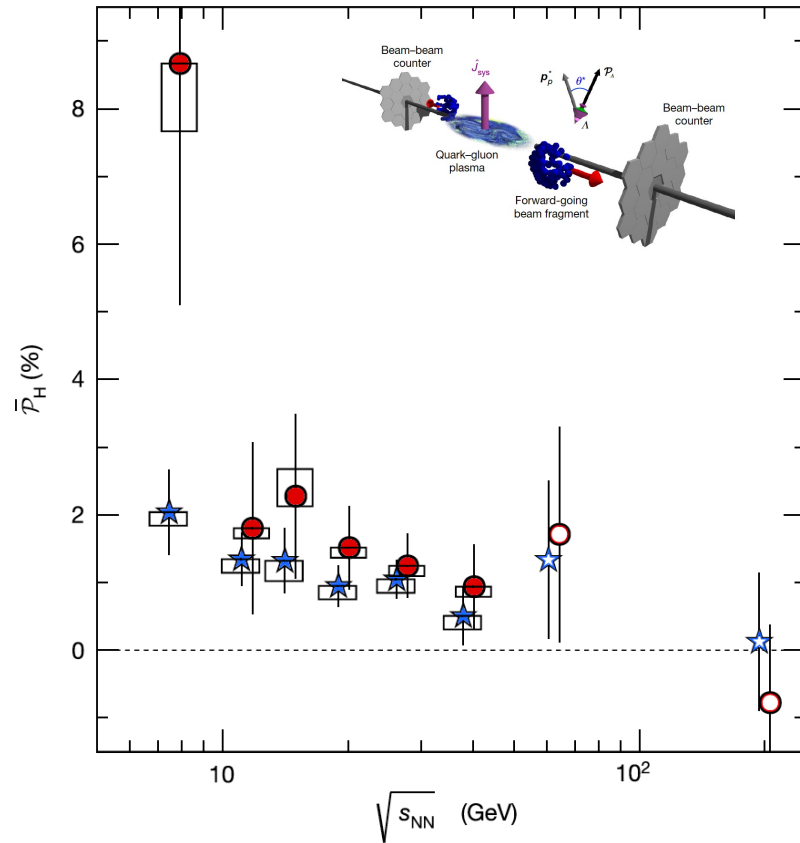 Beam–beam
counter
Ĵsys
p*p
θ*
𝒫Λ
Λ
Beam–beam
counter
Quark–gluon
plasma
Forward-going
beam fragment
8
6
4
2
0
𝒫̅H (%)
10
10²
√sNN (GeV)